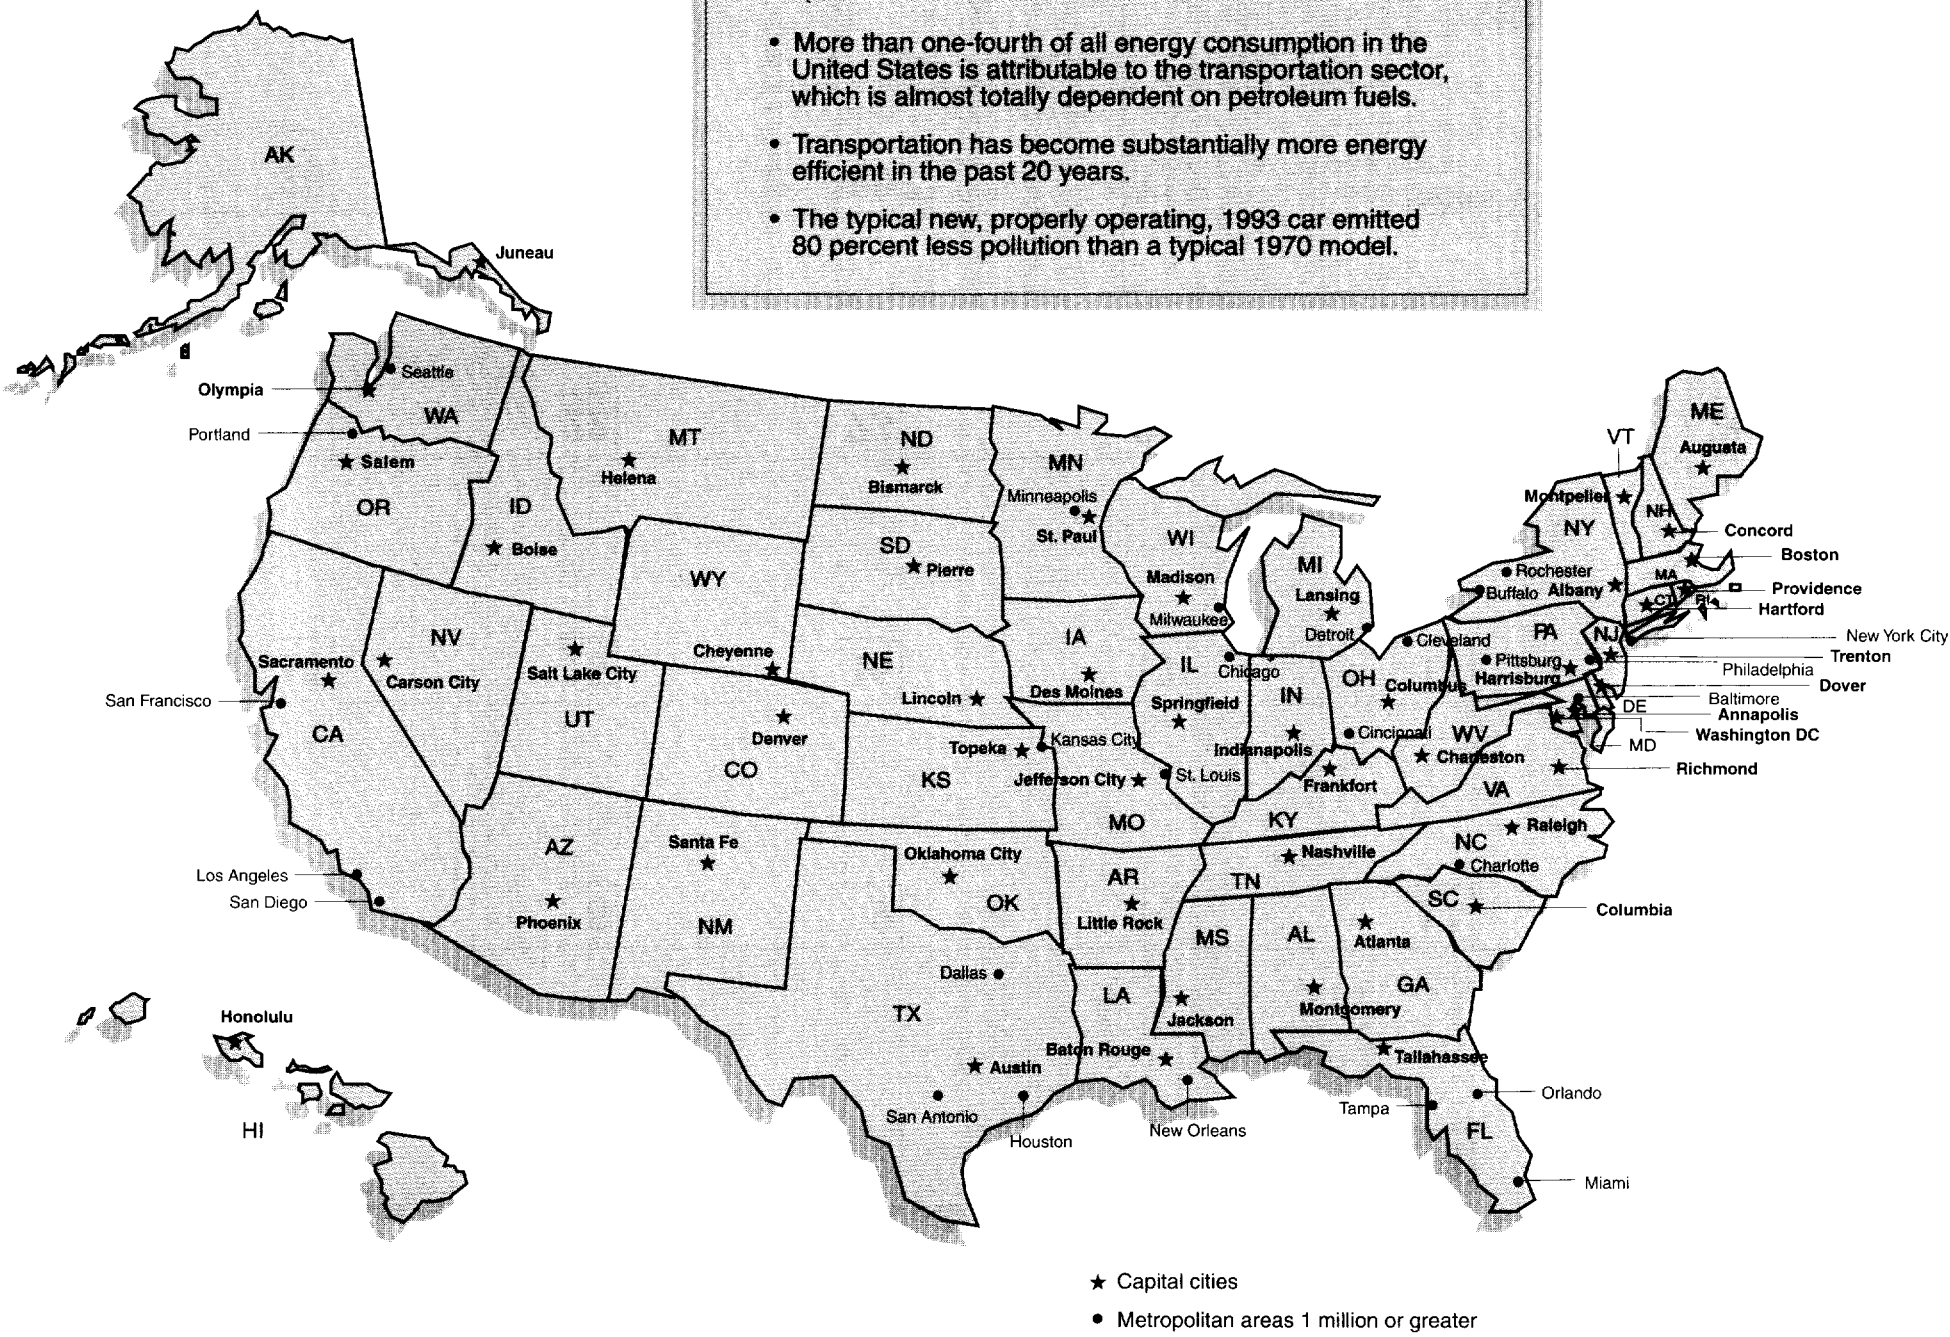 • More than one-fourth of all energy consumption in the
United States is attributable to the transportation sector,
which is almost totally dependent on petroleum fuels.
• Transportation has become substantially more energy
efficient in the past 20 years.
• The typical new, properly operating, 1993 car emitted
80 percent less pollution than a typical 1970 model.
AK
Juneau
Seattle
Olympia
WA
Portland
Salem
OR
MT
Helena
ID
Boise
ND
Bismarck
MN
Minneapolis
St. Paul
SD
Pierre
WY
Cheyenne
WI
Madison
Milwaukee
MI
Lansing
Detroit
ME
Augusta
VT
Montpelier
NH
NY
Concord
Boston
Rochester
Buffalo
Albany
MA
CT
RI
Providence
Hartford
New York City
Trenton
Philadelphia
Dover
Baltimore
Annapolis
Washington DC
DE
MD
Richmond
PA
NJ
Pittsburg
Harrisburg
Cleveland
OH
Columbus
Cincinnati
IN
Indianapolis
IL
Chicago
Springfield
IA
Des Moines
NE
Lincoln
NV
Carson City
Sacramento
San Francisco
CA
Salt Lake City
UT
Denver
CO
Topeka
Kansas City
KS
Jefferson City
St. Louis
MO
Frankfort
KY
WV
Charleston
VA
NC
Raleigh
Charlotte
Nashville
TN
SC
Columbia
Los Angeles
San Diego
AZ
Phoenix
Santa Fe
NM
Oklahoma City
OK
AR
Little Rock
MS
Jackson
AL
Montgomery
Atlanta
GA
Dallas
TX
Austin
San Antonio
Houston
LA
Baton Rouge
New Orleans
Tallahassee
Orlando
Tampa
FL
Miami
Honolulu
HI
★ Capital cities
• Metropolitan areas 1 million or greater